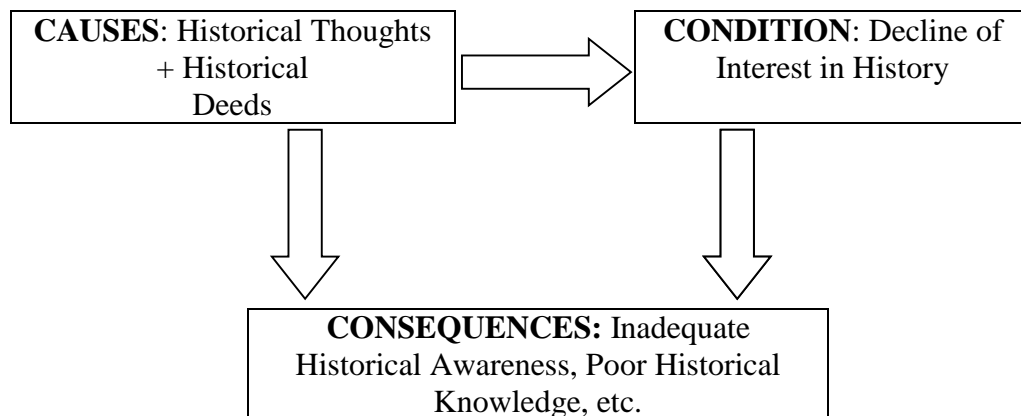 CAUSES: Historical Thoughts
+ Historical
Deeds
CONDITION: Decline of
Interest in History
CONSEQUENCES: Inadequate
Historical Awareness, Poor Historical
Knowledge, etc.